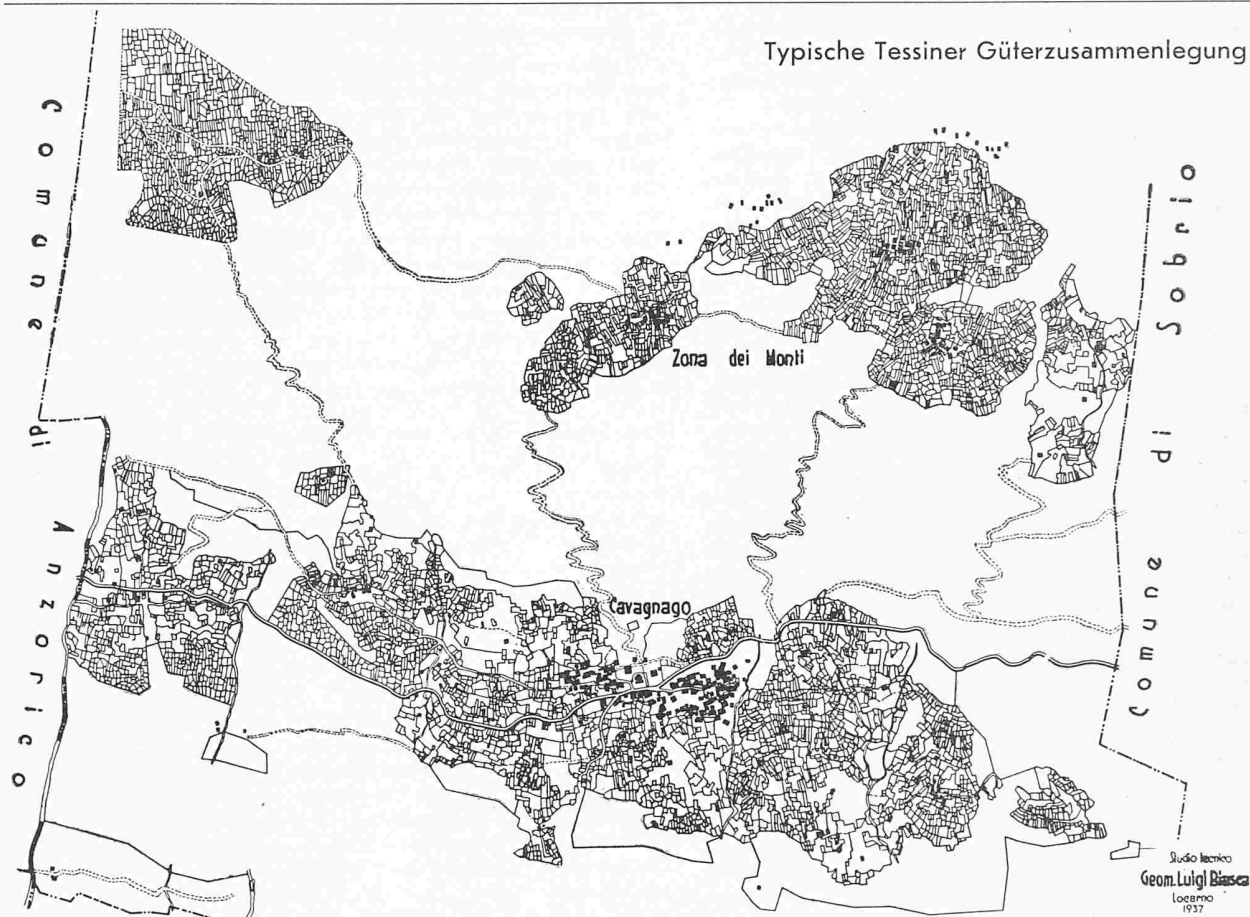 Typische Tessiner Güterzusammenlegung
Comune di Anzorico
Comune di Sobrio
Zona dei Monti
Cavagnago
Studio tecnico
Geom. Luigi Biasca
Locarno
1937